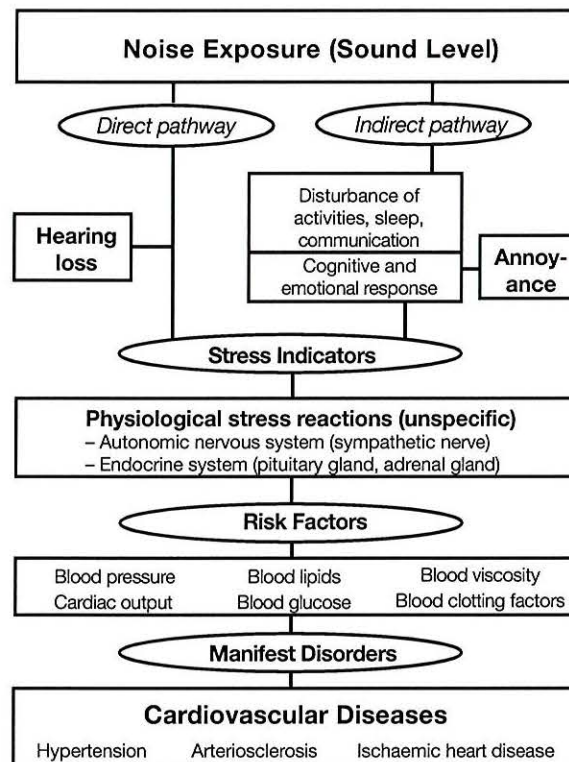 Noise Exposure (Sound Level)
Direct pathway
Indirect pathway
Disturbance of
activities, sleep,
communication
Hearing
loss
Cognitive and
emotional response
Annoy-
ance
Stress Indicators
Physiological stress reactions (unspecific)
– Autonomic nervous system (sympathetic nerve)
– Endocrine system (pituitary gland, adrenal gland)
Risk Factors
Blood pressure Blood lipids Blood viscosity
Cardiac output Blood glucose Blood clotting factors
Manifest Disorders
Cardiovascular Diseases
Hypertension Arteriosclerosis Ischaemic heart disease